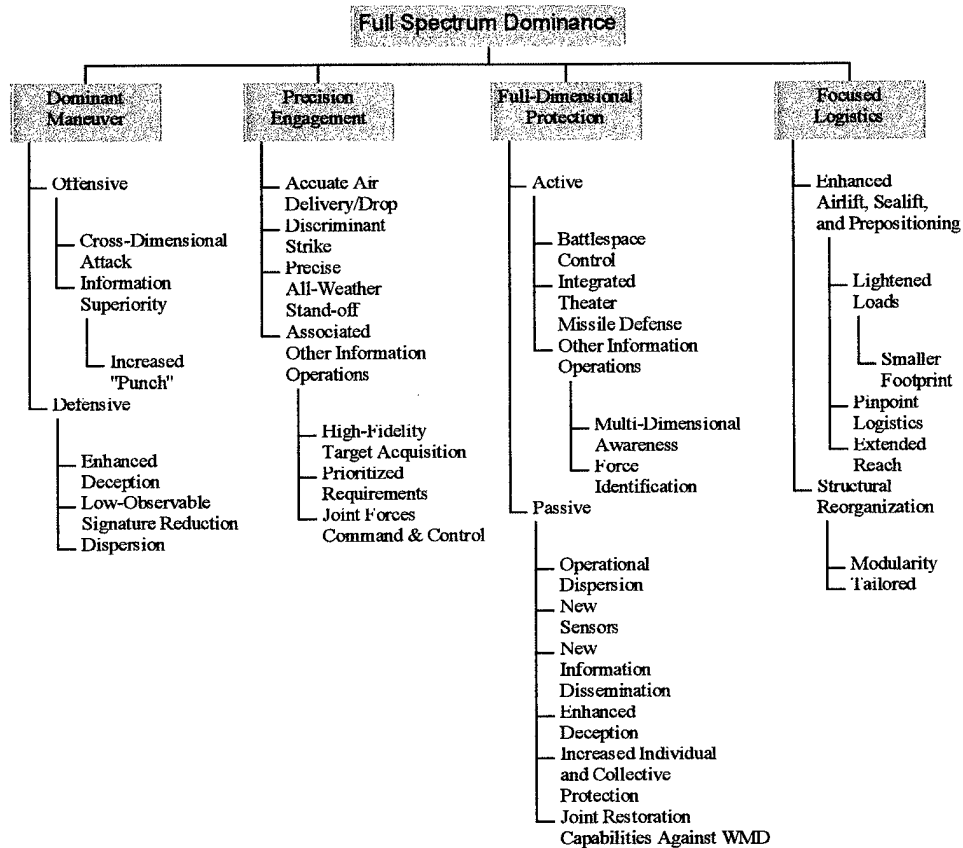 Full Spectrum Dominance
Dominant
Maneuver
Offensive
Cross-Dimensional
Attack
Information
Superiority
Increased
"Punch"
Defensive
Enhanced
Deception
Low-Observable
Signature Reduction
Dispersion
Precision
Engagement
Accuate Air
Delivery/Drop
Discriminant
Strike
Precise
All-Weather
Stand-off
Associated
Other Information
Operations
High-Fidelity
Target Acquisition
Prioritized
Requirements
Joint Forces
Command & Control
Full-Dimensional
Protection
Active
Battlespace
Control
Integrated
Theater
Missile Defense
Other Information
Operations
Multi-Dimensional
Awareness
Force
Identification
Passive
Operational
Dispersion
New
Sensors
New
Information
Dissemination
Enhanced
Deception
Increased Individual
and Collective
Protection
Joint Restoration
Capabilities Against WMD
Focused
Logistics
Enhanced
Airlift, Sealift,
and Prepositioning
Lightened
Loads
Smaller
Footprint
Pinpoint
Logistics
Extended
Reach
Structural
Reorganization
Modularity
Tailored